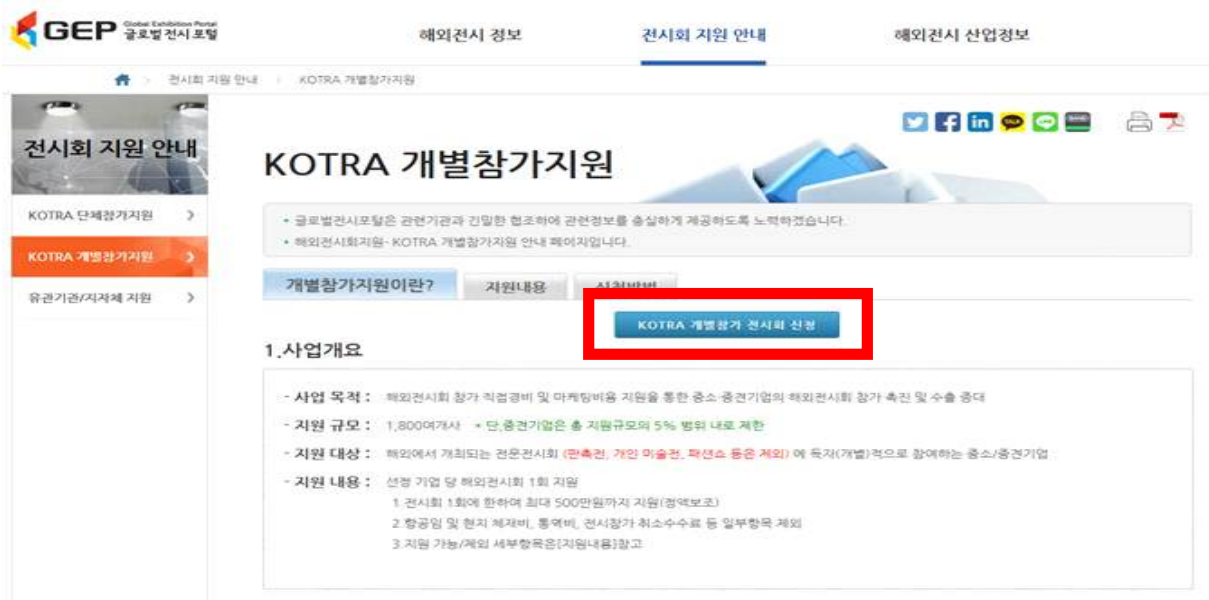 GEP Global Exhibition Portal 글로벌 전시 포털
해외전시 정보
전시회 지원 안내
해외전시 산업정보
전시회 지원 안내 > KOTRA 개별참가지원
전시회 지원 안내
KOTRA 단체참가지원
KOTRA 개별참가지원
유관기관/지자체 지원
KOTRA 개별참가지원
• 글로벌전시포털은 관련기관과 긴밀한 협조하에 관련정보를 충실하게 제공하도록 노력하겠습니다.
• 해외전시회지원- KOTRA 개별참가지원 안내 페이지입니다.
개별참가지원이란?
지원내용
신청방법
KOTRA 개별참가 전시회 신청
1.사업개요
- 사업 목적 : 해외전시회 참가 직접경비 및 마케팅비용 지원을 통한 중소·중견기업의 해외전시회 참가 촉진 및 수출 증대
- 지원 규모 : 1,800여개사 * 단,중견기업은 총 지원규모의 5% 범위 내로 제한
- 지원 대상 : 해외에서 개최되는 전문전시회 (판촉전, 개인 미술전, 패션쇼 등은 제외) 에 독자(개별)적으로 참여하는 중소/중견기업
- 지원 내용 : 선정 기업 당 해외전시회 1회 지원
1.전시회 1회에 한하여 최대 500만원까지 지원(정액보조)
2.항공임 및 현지 체재비, 통역비, 전시참가 취소수수료 등 일부항목 제외
3.지원 가능/제외 세부항목은[지원내용]참고